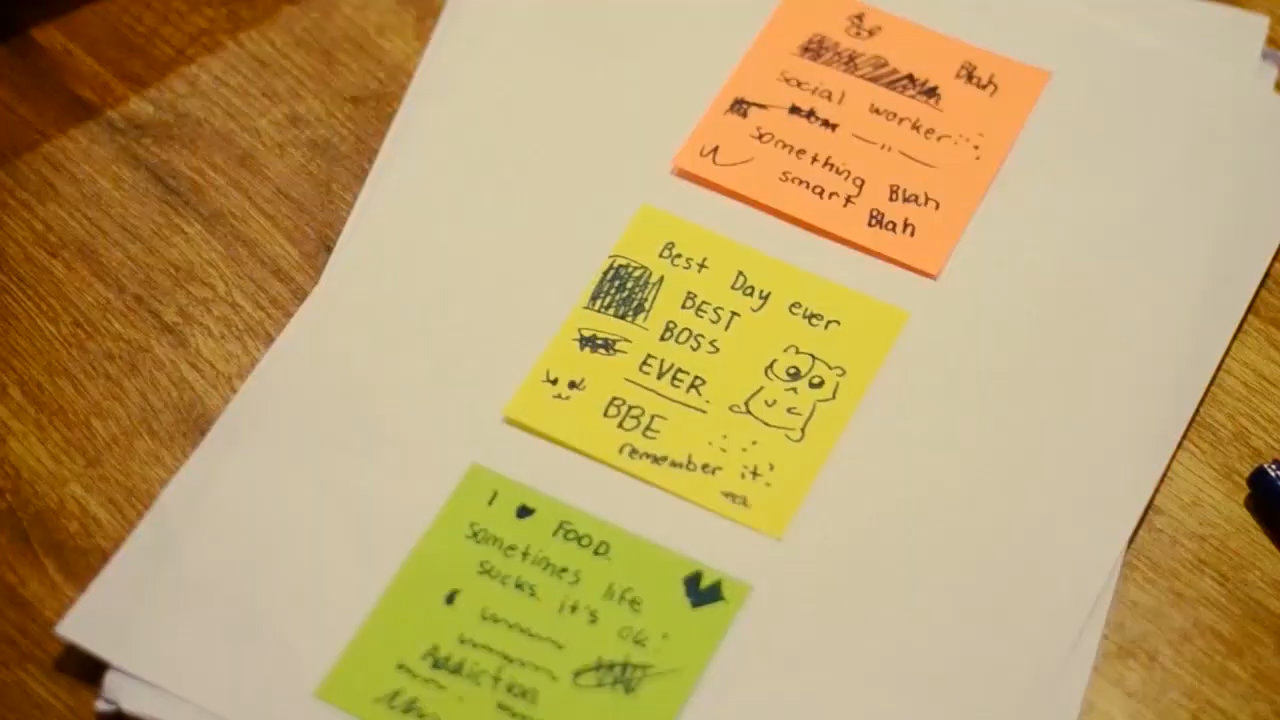 Blah
social worker
something Blah
smart Blah
Best Day ever
BEST
BOSS
EVER.
BBE
remember it!
I ♥ FOOD.
sometimes life
sucks. it's ok!
Addiction